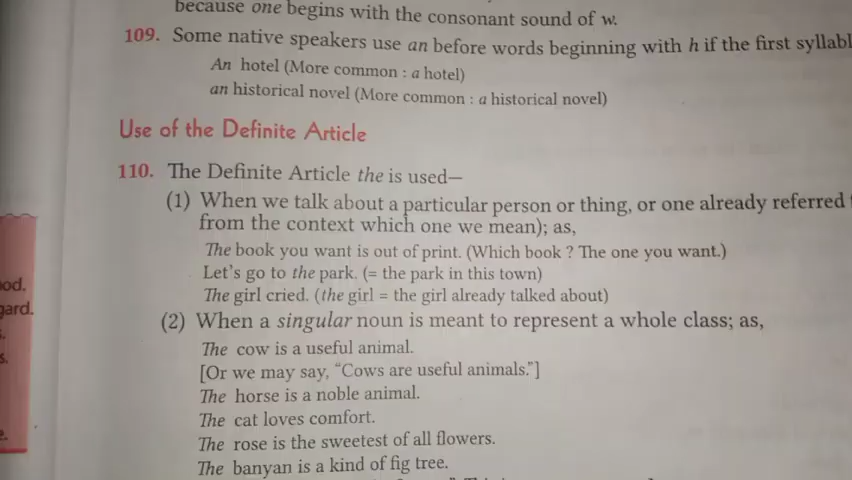 because one begins with the consonant sound of w.
109. Some native speakers use an before words beginning with h if the first
An hotel (More common : a hotel)
an historical novel (More common : a historical novel)
Use of the Definite Article
110. The Definite Article the is used—
(1) When we talk about a particular person or thing, or one already referred
from the context which one we mean); as,
The book you want is out of print. (Which book ? The one you want.)
Let's go to the park. (= the park in this town)
The girl cried. (the girl = the girl already talked about)
(2) When a singular noun is meant to represent a whole class; as,
The cow is a useful animal.
[Or we may say, “Cows are useful animals.”]
The horse is a noble animal.
The cat loves comfort.
The rose is the sweetest of all flowers.
The banyan is a kind of fig tree.